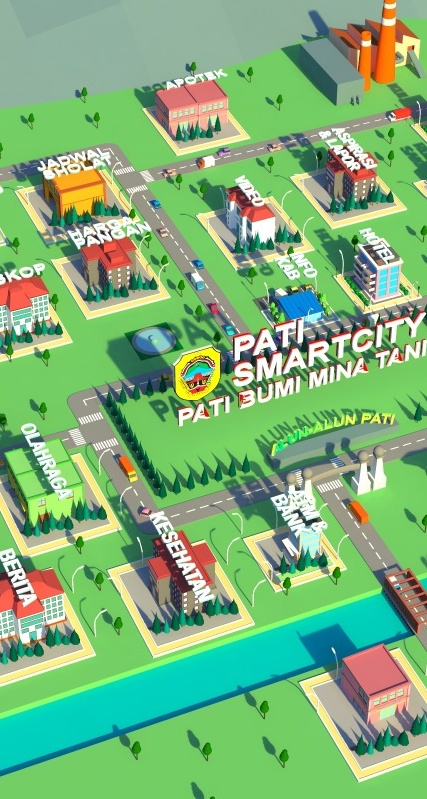 APOTEK
ASPIRASI
& LAPOR
JADWAL
SHOLAT
VIDEO
HARGA
PANGAN
HOTEL
INFO
KAB
SKOP
PATI
SMARTCITY
PATI BUMI MINA TANI
ALUN-ALUN PATI
OLAHRAGA
ATM &
BANK
KESEHATAN
BERITA